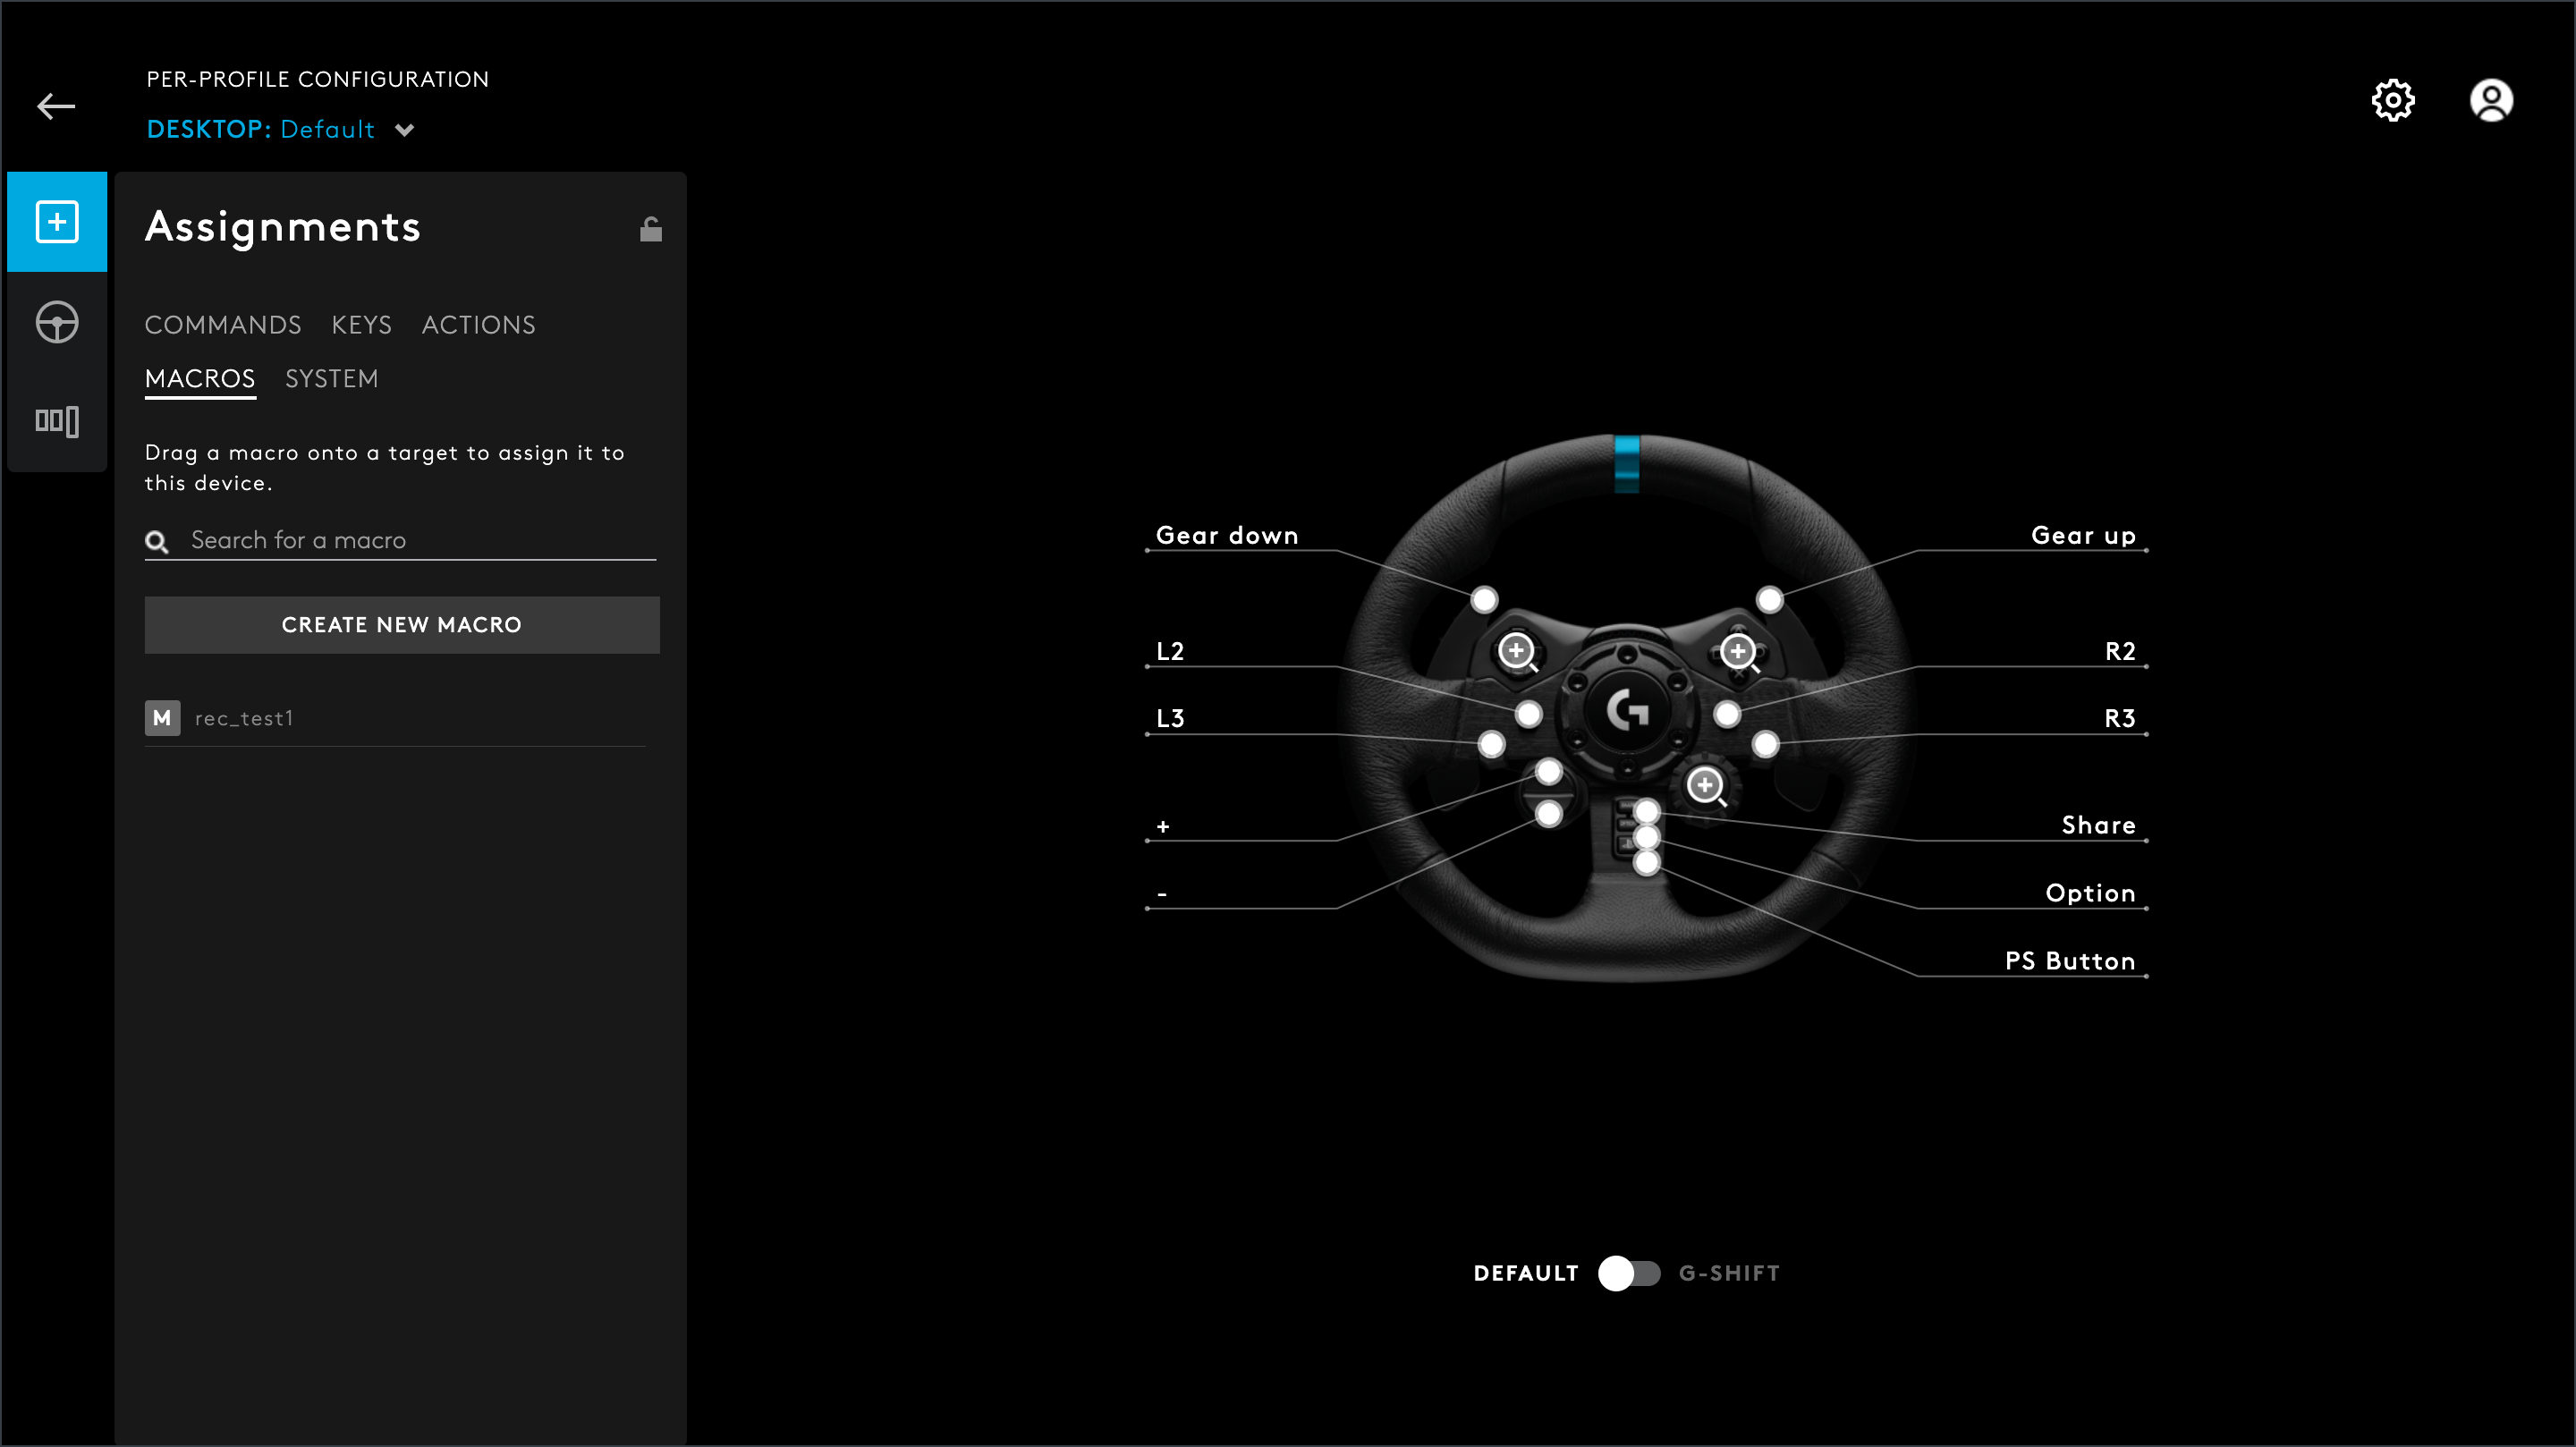 PER-PROFILE CONFIGURATION
DESKTOP: Default
Assignments
COMMANDS KEYS ACTIONS
MACROS SYSTEM
Drag a macro onto a target to assign it to
this device.
Search for a macro
CREATE NEW MACRO
M rec_test1
Gear down
L2
L3
+
-
Gear up
R2
R3
Share
Option
PS Button
DEFAULT G-SHIFT